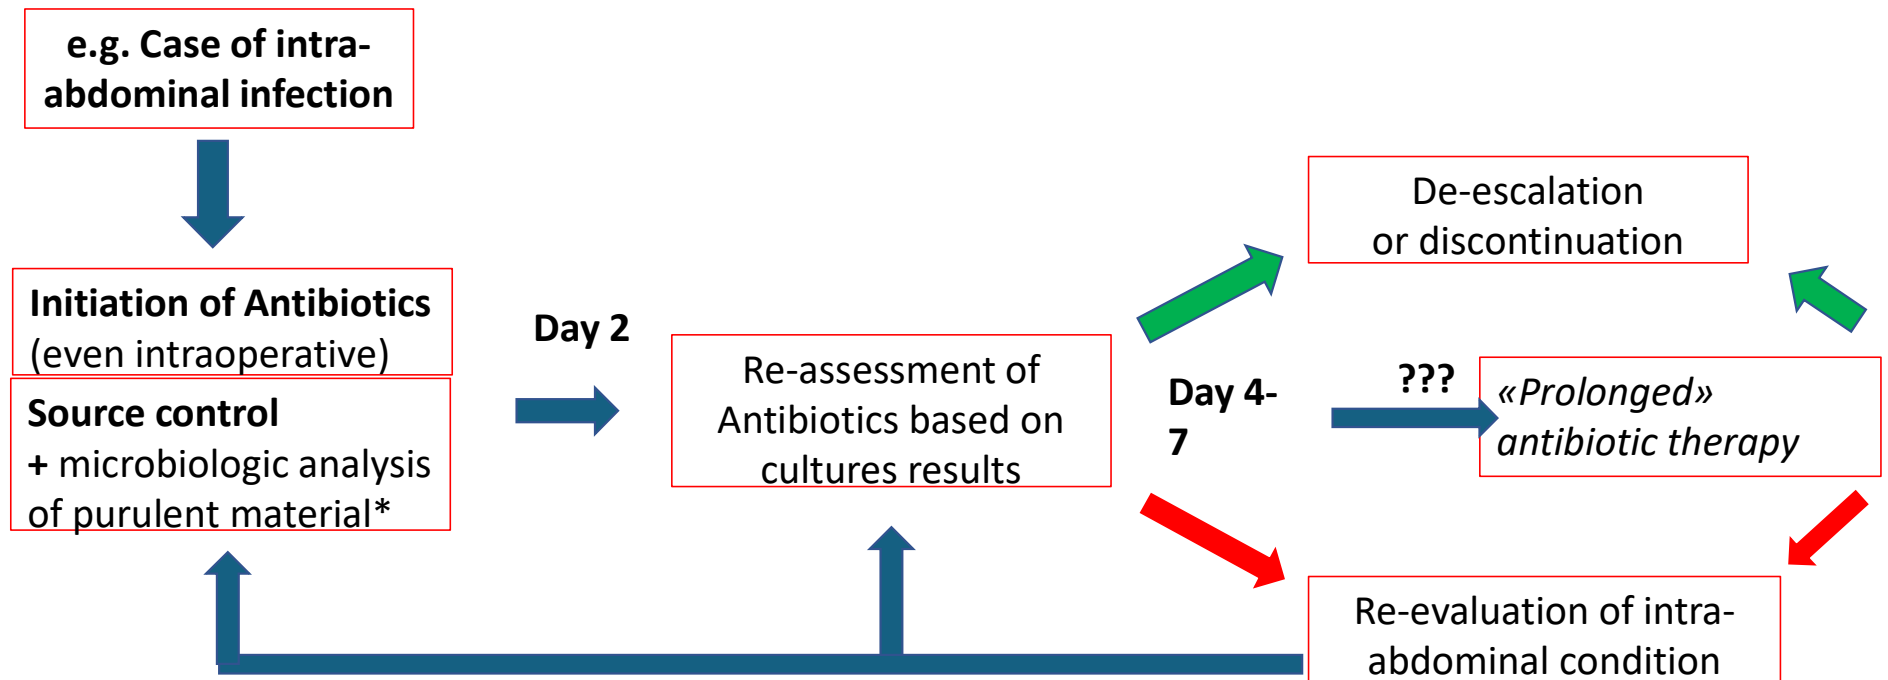 e.g. Case of intra-
abdominal infection
Initiation of Antibiotics
(even intraoperative)
Source control
+ microbiologic analysis
of purulent material*
Day 2
Re-assessment of
Antibiotics based on
cultures results
Day 4-
7
De-escalation
or discontinuation
???
«Prolonged»
antibiotic therapy
Re-evaluation of intra-
abdominal condition